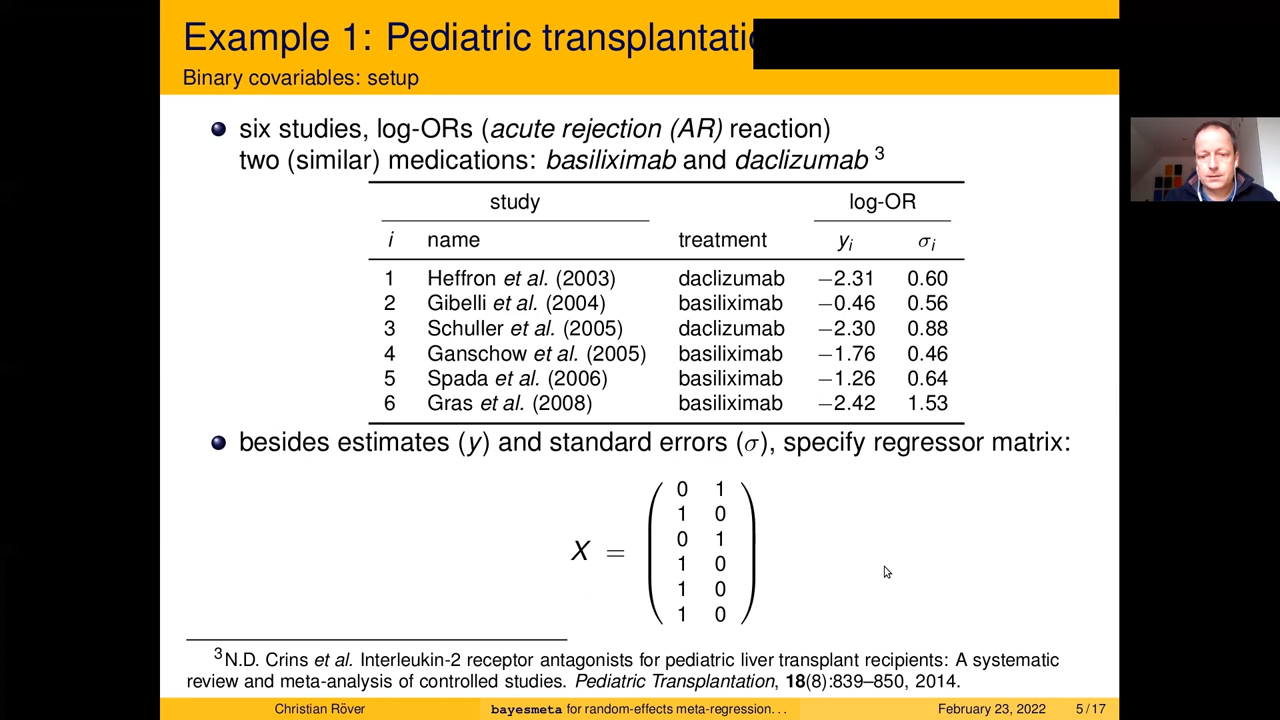 Example 1: Pediatric
Binary covariables: setup
six studies, log-ORs (acute rejection (AR) reaction)
two (similar) medications: basiliximab and daclizumab 3
study log-OR
i name treatment yi σi
1 Heffron et al. (2003) daclizumab −2.31 0.60
2 Gibelli et al. (2004) basiliximab −0.46 0.56
3 Schuller et al. (2005) daclizumab −2.30 0.88
4 Ganschow et al. (2005) basiliximab −1.76 0.46
5 Spada et al. (2006) basiliximab −1.26 0.64
6 Gras et al. (2008) basiliximab −2.42 1.53
besides estimates (y) and standard errors (σ), specify regressor matrix:
0 1
1 0
0 1
X =
1 0
1 0
1 0
3N.D. Crins et al. Interleukin-2 receptor antagonists for pediatric liver transplant recipients: A systematic
review and meta-analysis of controlled studies. Pediatric Transplantation, 18(8):839–850, 2014.
Christian Röver bayesmeta for random-effects meta-regression... February 23, 2022 5 / 17